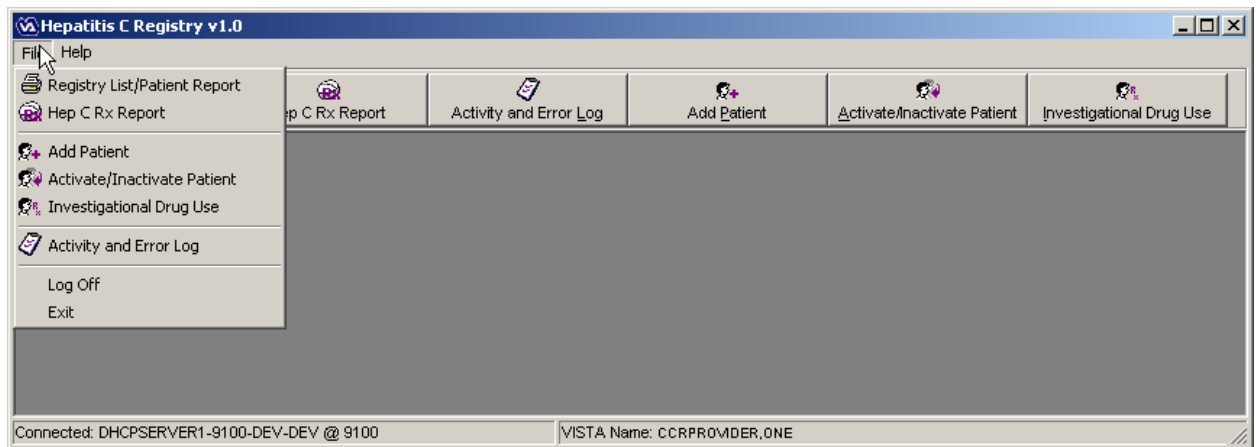 Hepatitis C Registry v1.0
File Help
Registry List/Patient Report
Hep C Rx Report
Add Patient
Activate/Inactivate Patient
Investigational Drug Use
Activity and Error Log
Log Off
Exit
ep C Rx Report Activity and Error Log Add Patient Activate/Inactivate Patient Investigational Drug Use
Connected: DHCPSERVER1-9100-DEV-DEV @ 9100 VISTA Name: CCRPROVIDER,ONE